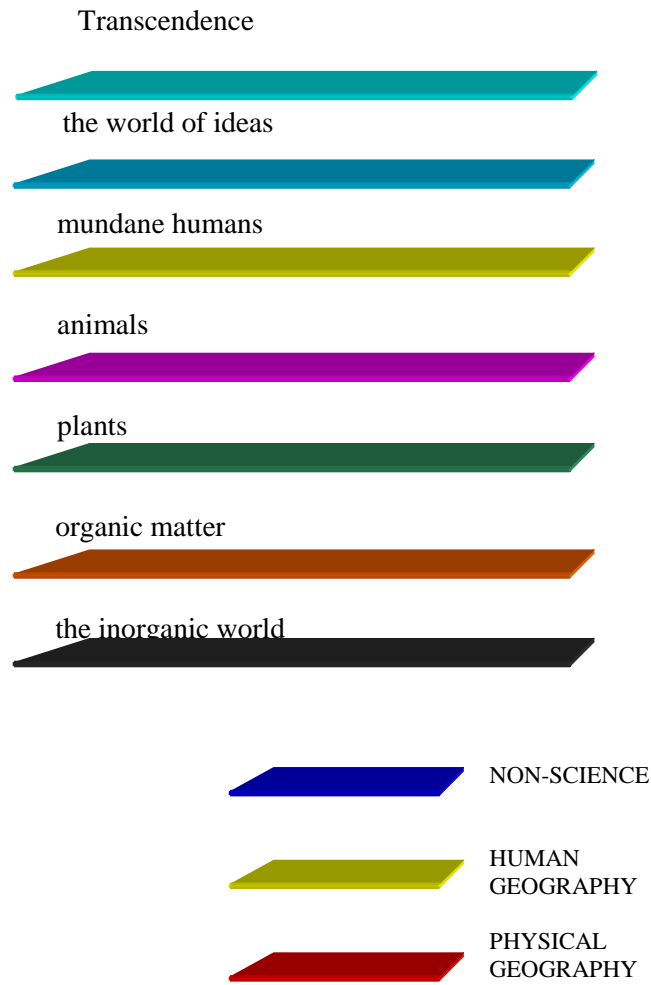 Transcendence
the world of ideas
mundane humans
animals
plants
organic matter
the inorganic world
NON-SCIENCE
HUMAN
GEOGRAPHY
PHYSICAL
GEOGRAPHY